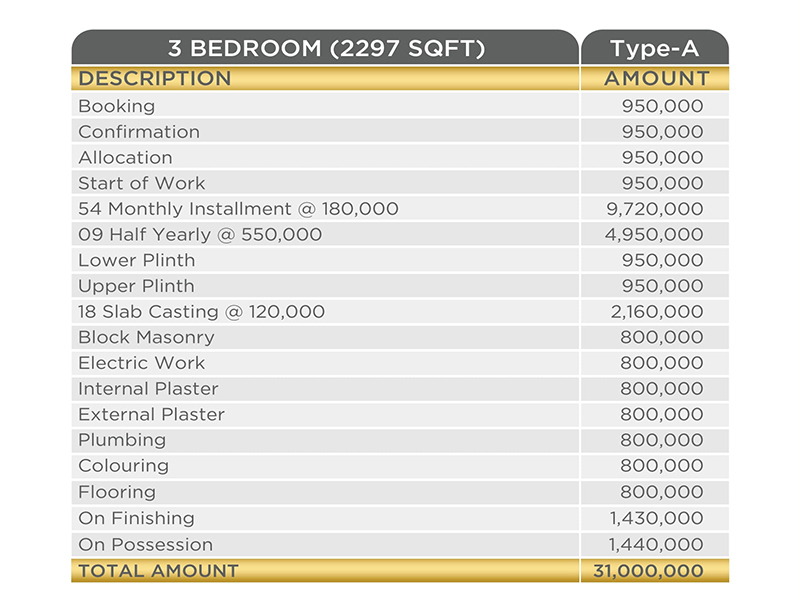 3 BEDROOM (2297 SQFT) Type-A
DESCRIPTION AMOUNT
Booking 950,000
Confirmation 950,000
Allocation 950,000
Start of Work 950,000
54 Monthly Installment @ 180,000 9,720,000
09 Half Yearly @ 550,000 4,950,000
Lower Plinth 950,000
Upper Plinth 950,000
18 Slab Casting @ 120,000 2,160,000
Block Masonry 800,000
Electric Work 800,000
Internal Plaster 800,000
External Plaster 800,000
Plumbing 800,000
Colouring 800,000
Flooring 800,000
On Finishing 1,430,000
On Possession 1,440,000
TOTAL AMOUNT 31,000,000